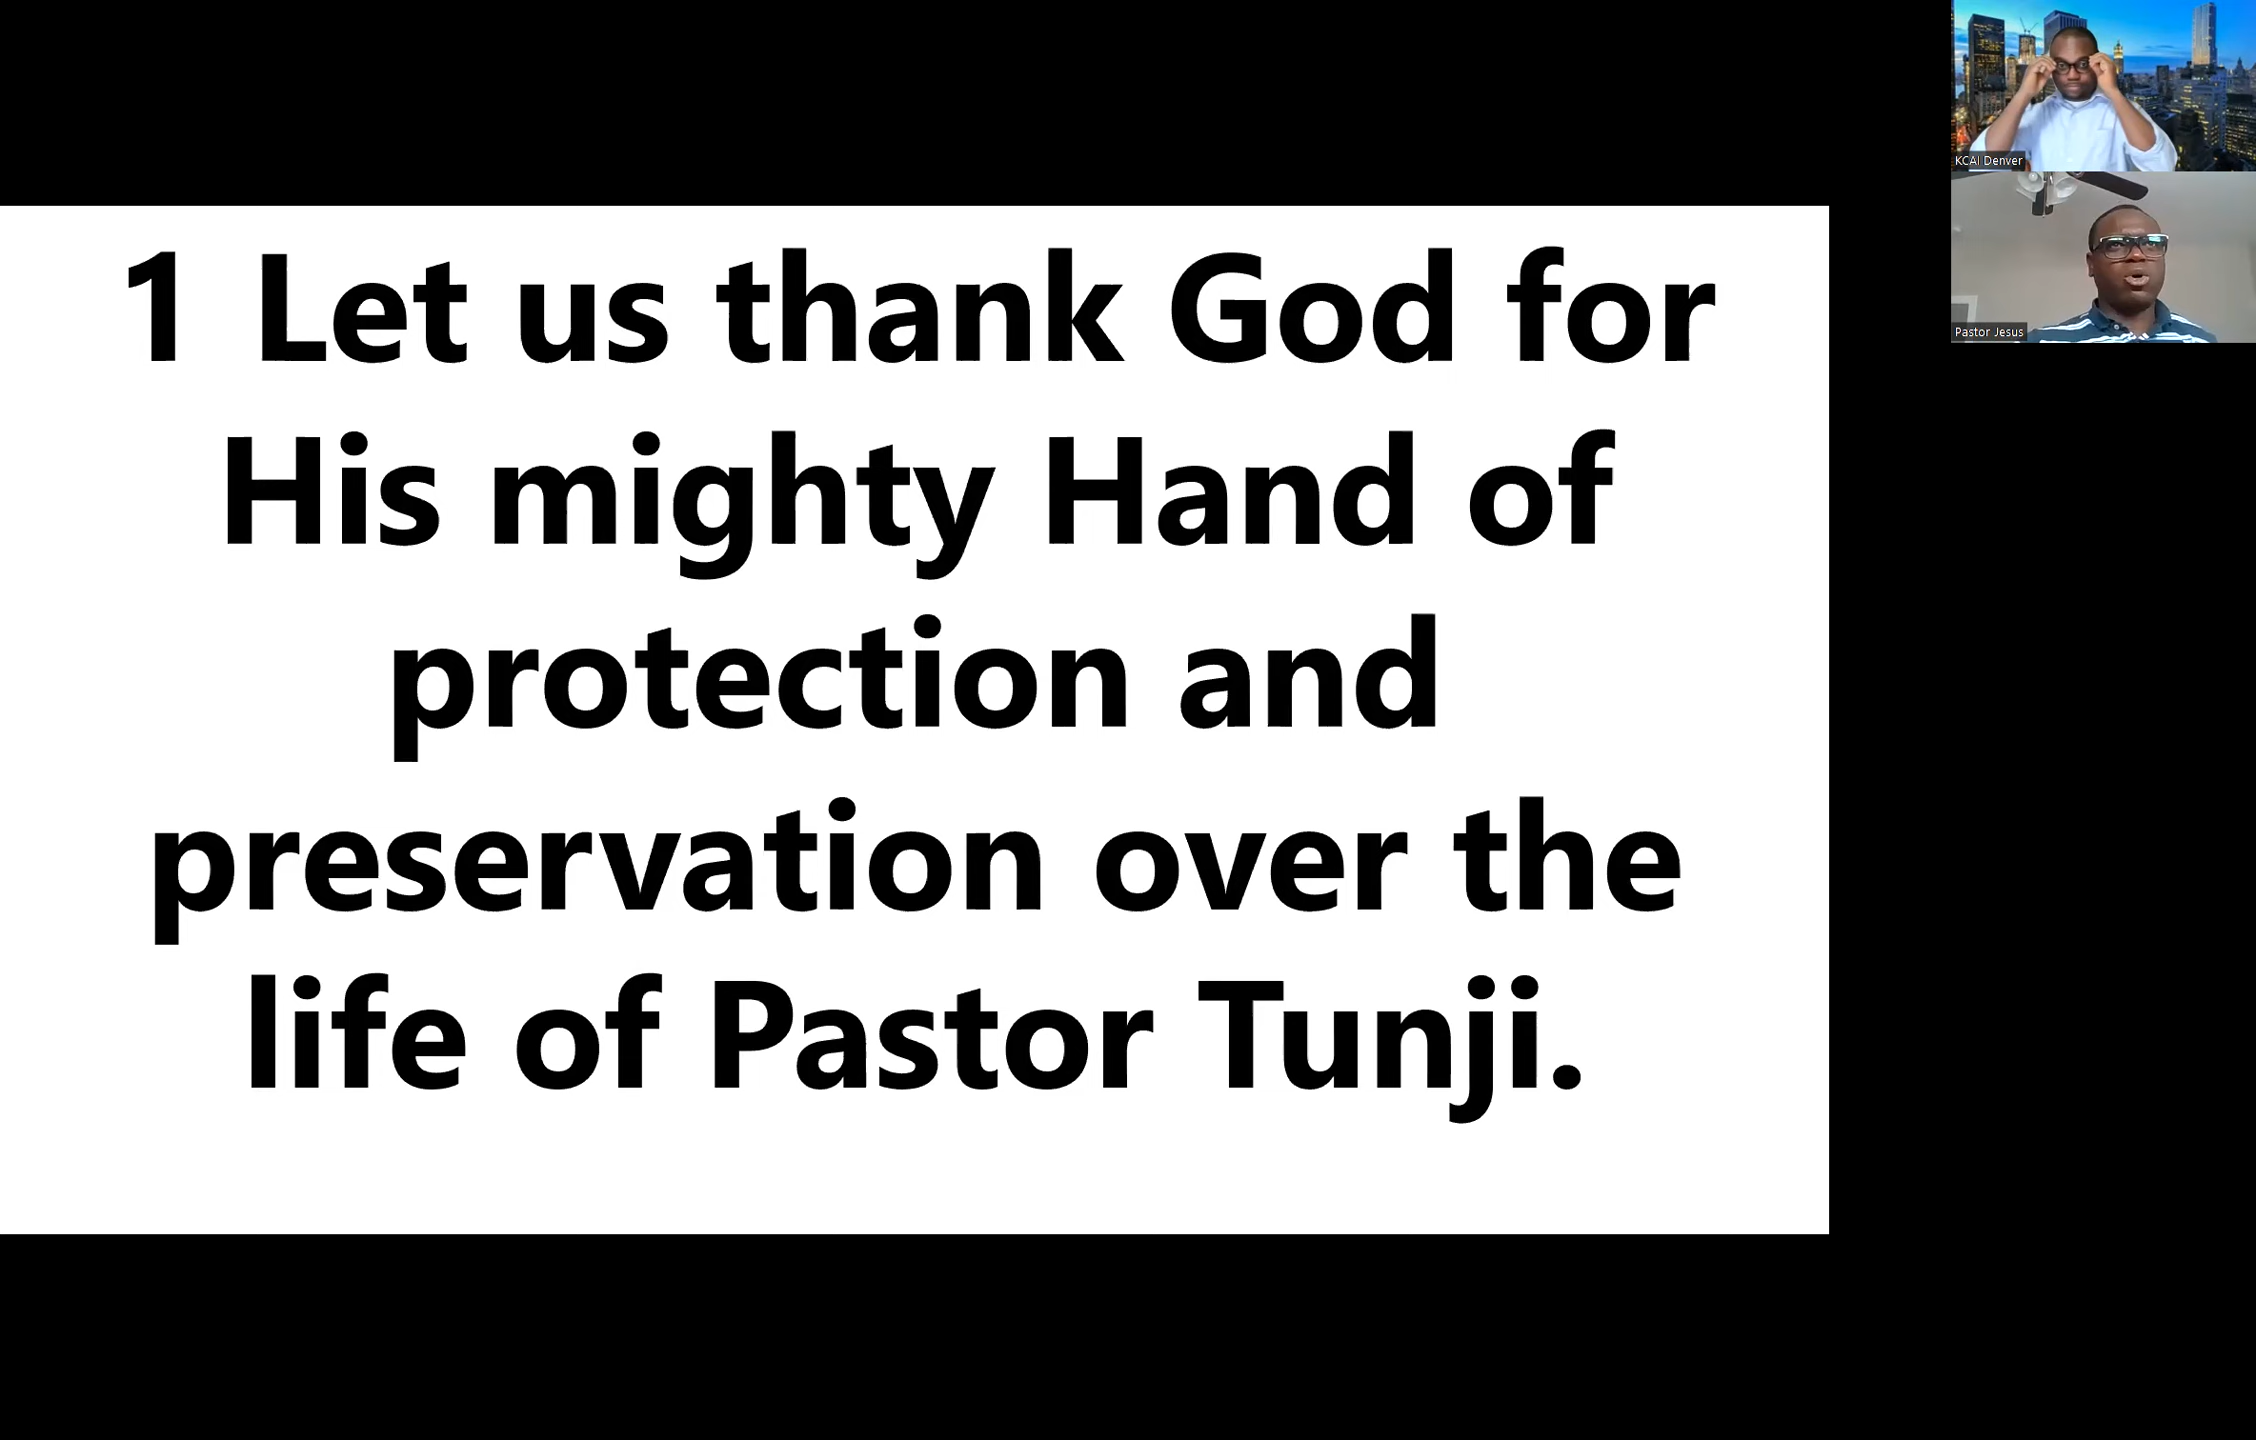 1 Let us thank God for
His mighty Hand of
protection and
preservation over the
life of Pastor Tunji.
KCAI Denver
Pastor Jesus